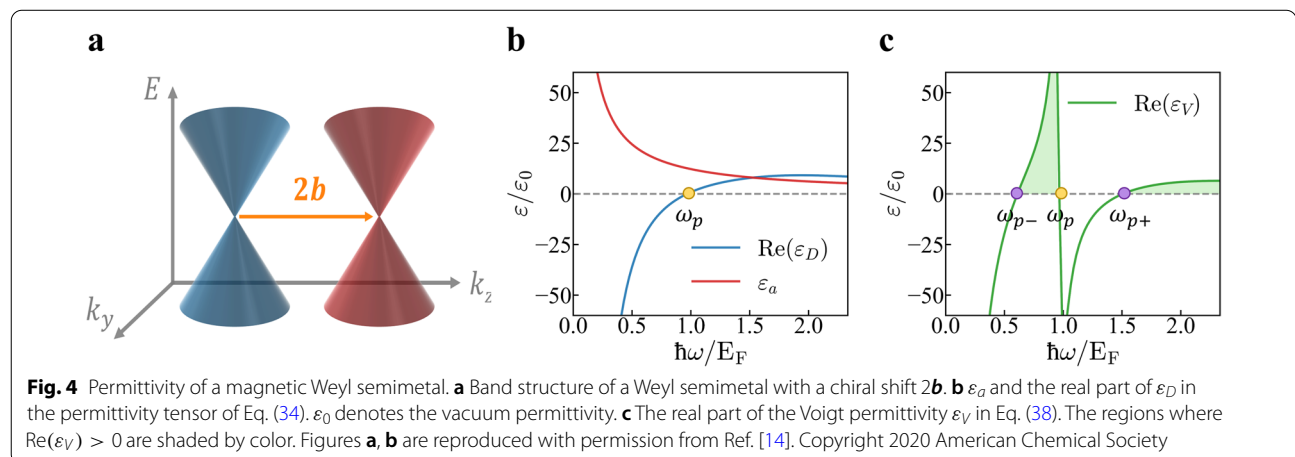 a
b
c
E
2b
k_y
k_z
50
25
0
−25
−50
ε/ε₀
ω_p
Re(ε_D)
ε_a
0.0 0.5 1.0 1.5 2.0
ħω/E_F
50
25
0
−25
−50
ε/ε₀
Re(ε_V)
ω_{p−} ω_p ω_{p+}
0.0 0.5 1.0 1.5 2.0
ħω/E_F
Fig. 4 Permittivity of a magnetic Weyl semimetal. a Band structure of a Weyl semimetal with a chiral shift 2b. b ε_a and the real part of ε_D in
the permittivity tensor of Eq. (34). ε₀ denotes the vacuum permittivity. c The real part of the Voigt permittivity ε_V in Eq. (38). The regions where
Re(ε_V) > 0 are shaded by color. Figures a, b are reproduced with permission from Ref. [14]. Copyright 2020 American Chemical Society